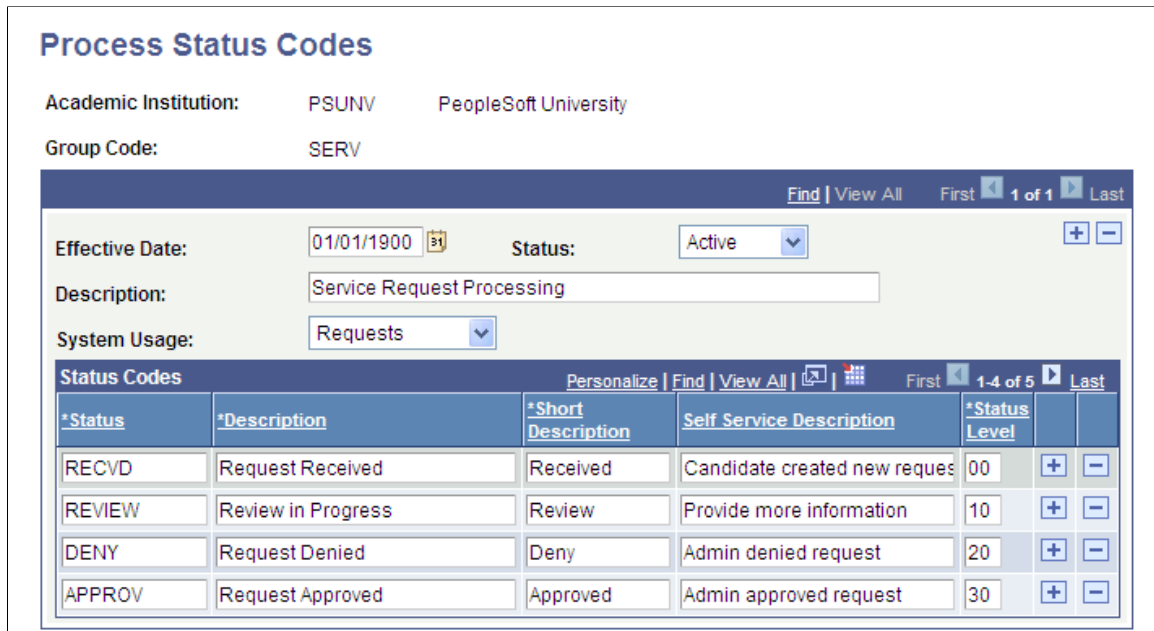 Process Status Codes
Academic Institution: PSUNV PeopleSoft University
Group Code: SERV
Find | View All First 1 of 1 Last
Effective Date: 01/01/1900 31 Status: Active
Description: Service Request Processing
System Usage: Requests
Status Codes Personalize | Find | View All | | First 1-4 of 5 Last
*Status *Description *Short Description Self Service Description *Status Level
RECVD Request Received Received Candidate created new reques 00
REVIEW Review in Progress Review Provide more information 10
DENY Request Denied Deny Admin denied request 20
APPROV Request Approved Approved Admin approved request 30